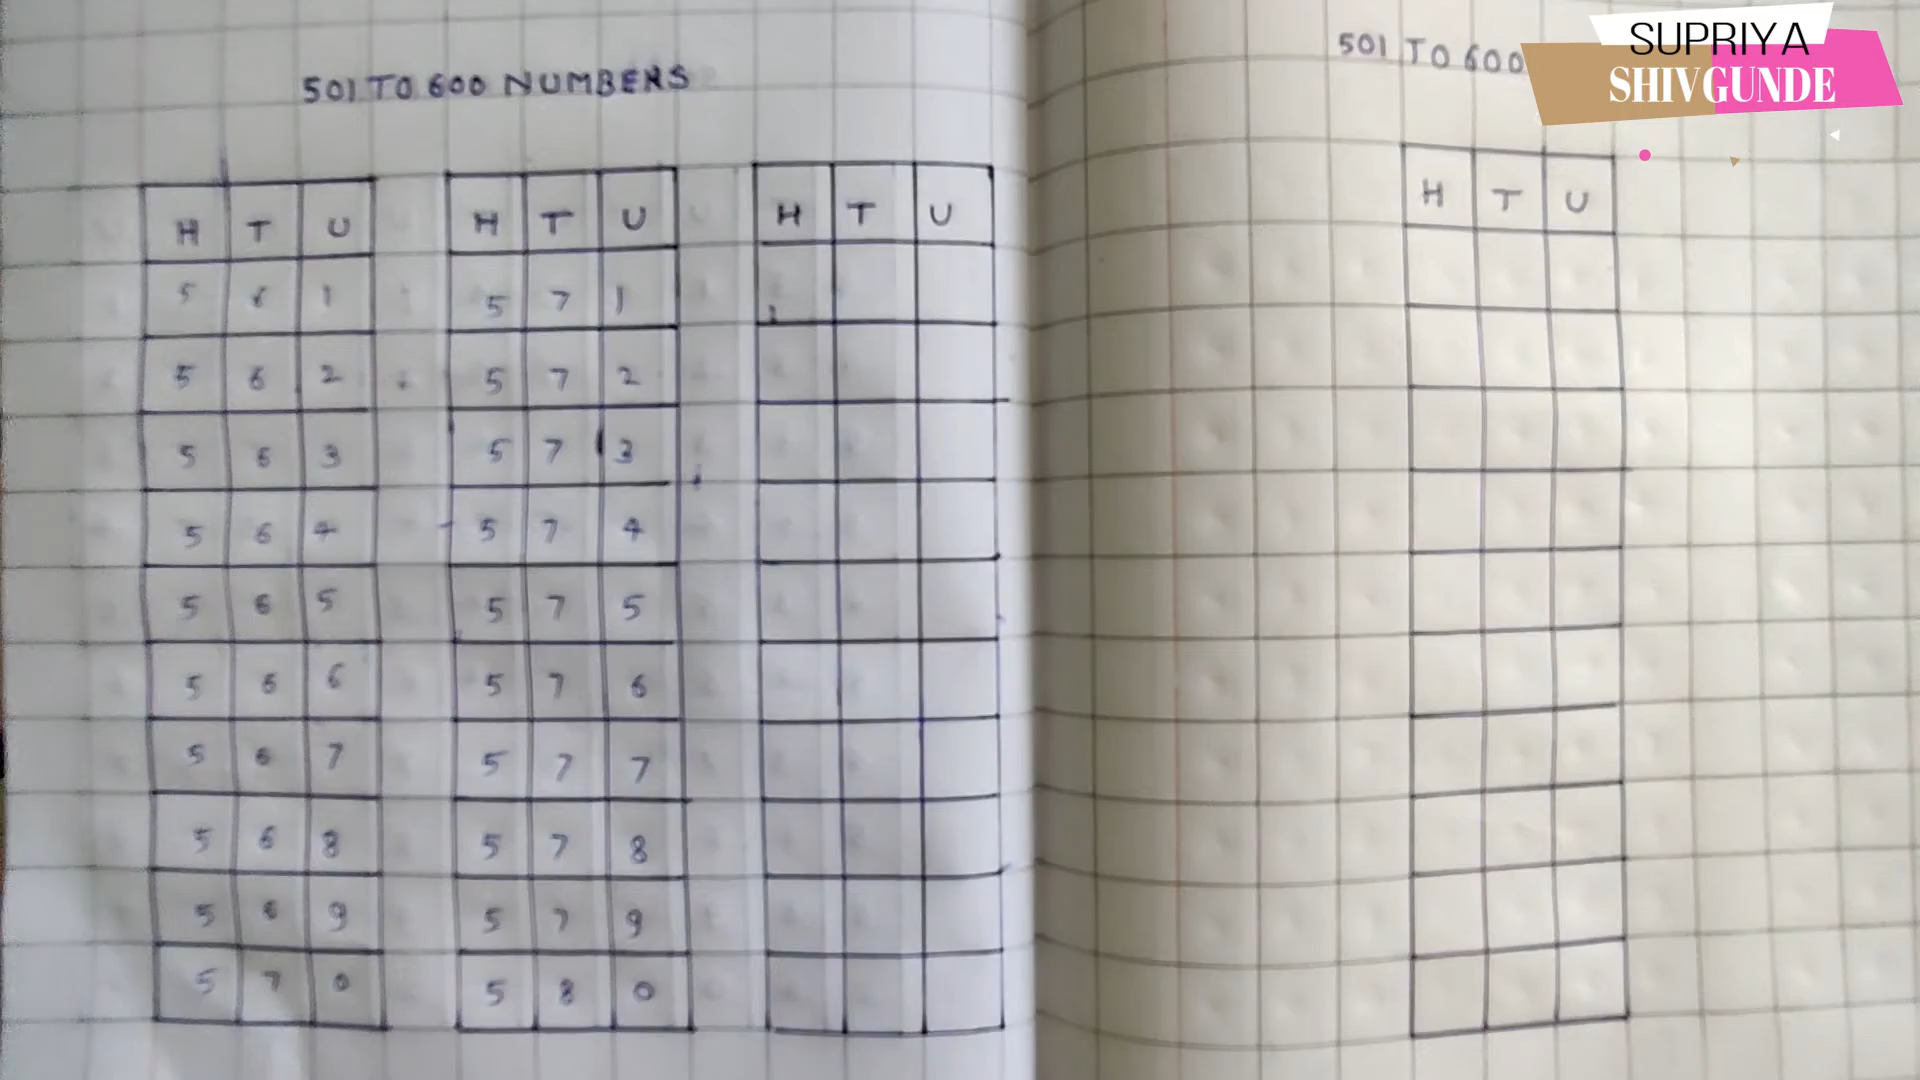 501 TO 600 NUMBERS
H T U
5 6 1
5 6 2
5 6 3
5 6 4
5 6 5
5 6 6
5 6 7
5 6 8
5 6 9
5 7 0
H T U
5 7 1
5 7 2
5 7 3
5 7 4
5 7 5
5 7 6
5 7 7
5 7 8
5 7 9
5 8 0
H T U
501 TO 600
H T U
SUPRIYA
SHIVGUNDE